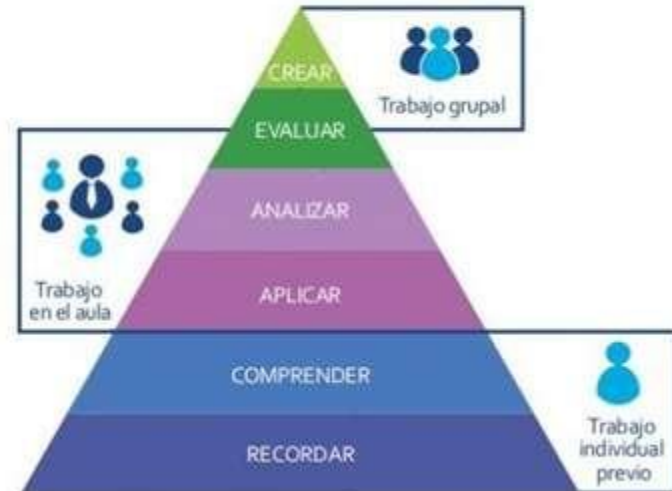 CREAR
Trabajo grupal
EVALUAR
ANALIZAR
Trabajo
en el aula
APLICAR
COMPRENDER
Trabajo
individual
previo
RECORDAR